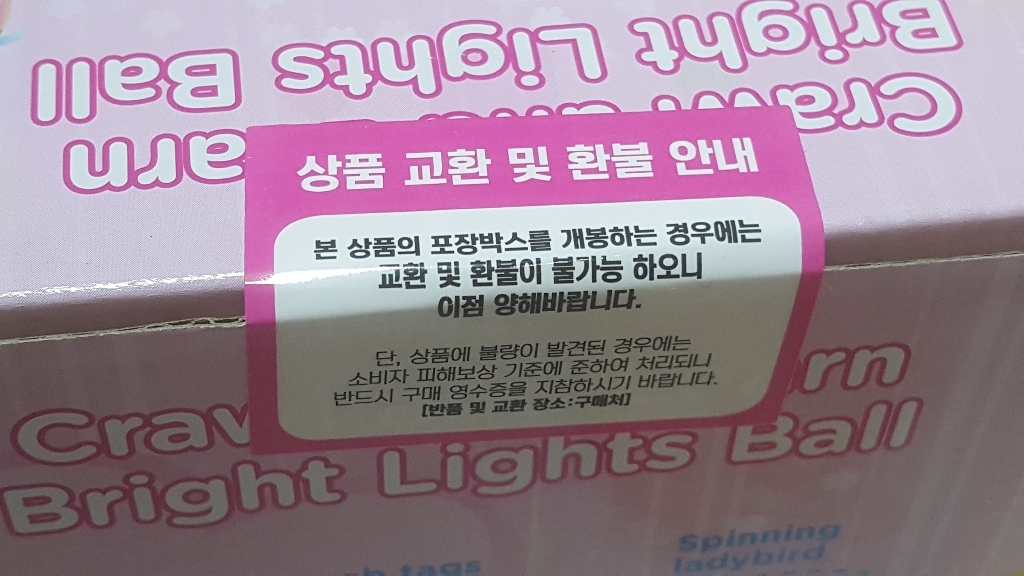 Bright Lights
Ball
상품 교환 및 환불 안내
본 상품의 포장박스를 개봉하는 경우에는
교환 및 환불이 불가능 하오니
이점 양해바랍니다.
단, 상품에 불량이 발견된 경우에는
소비자 피해보상 기준에 준하여 처리되니
반드시 구매 영수증을 지참하시기 바랍니다.
[반품 및 교환 장소:구매처]
Bright Lights Ball
tags
Spinning
ladybird